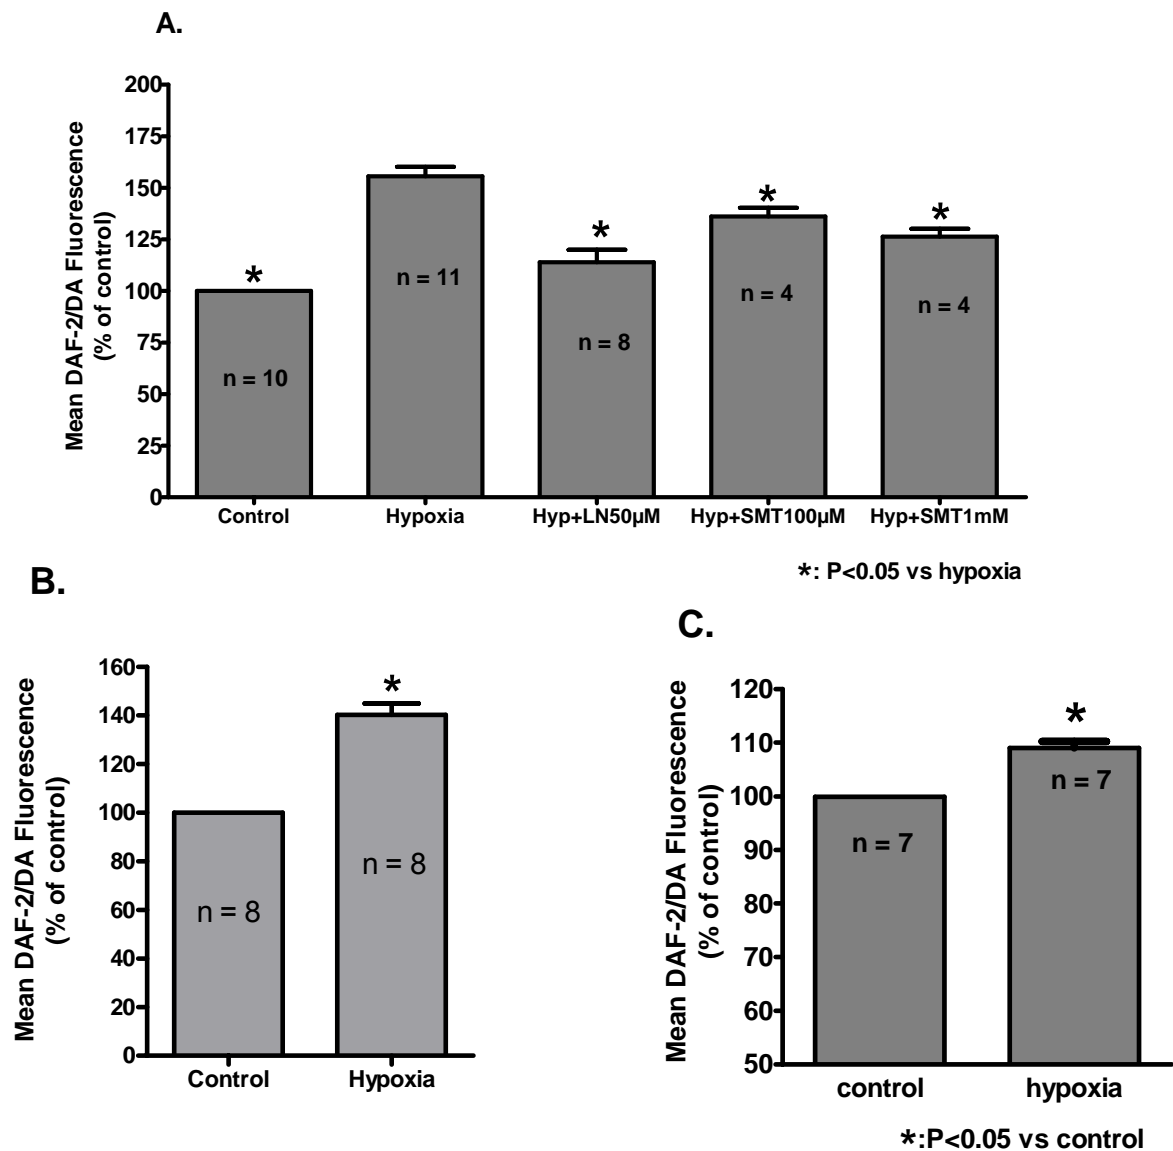 A.
Mean DAF-2/DA Fluorescence
(% of control)
200
175
150
125
100
75
50
25
0
*
*
*
*
n = 10
n = 11
n = 8
n = 4
n = 4
Control
Hypoxia
Hyp+LN50µM
Hyp+SMT100µM
Hyp+SMT1mM
*: P<0.05 vs hypoxia
B.
Mean DAF-2/DA Fluorescence
(% of control)
160
140
120
100
80
60
40
20
0
*
n = 8
n = 8
Control
Hypoxia
C.
Mean DAF-2/DA Fluorescence
(% of control)
120
110
100
90
80
70
60
50
*
n = 7
n = 7
control
hypoxia
*:P<0.05 vs control